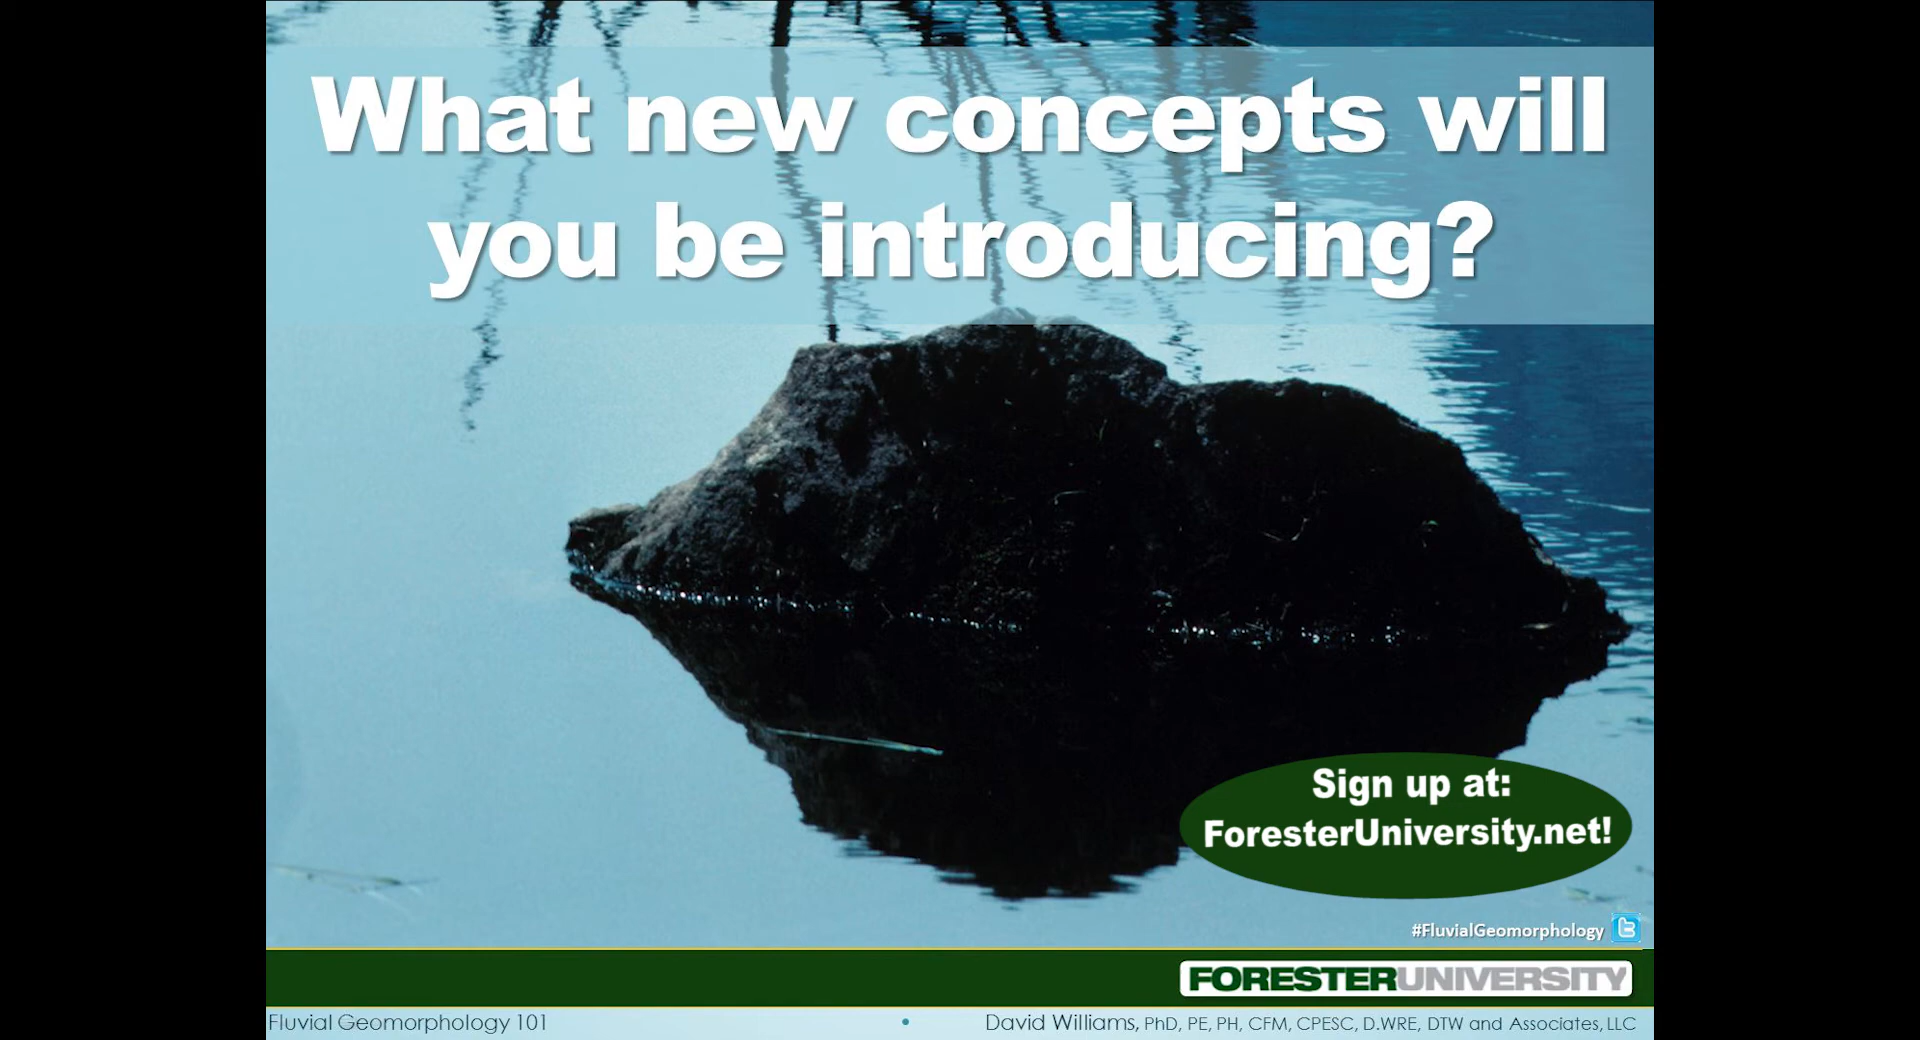 What new concepts will
you be introducing?
Sign up at:
ForesterUniversity.net!
#FluvialGeomorphology
FORESTERUNIVERSITY
Fluvial Geomorphology 101 • David Williams, PhD, PE, PH, CFM, CPESC, D.WRE, DTW and Associates, LLC